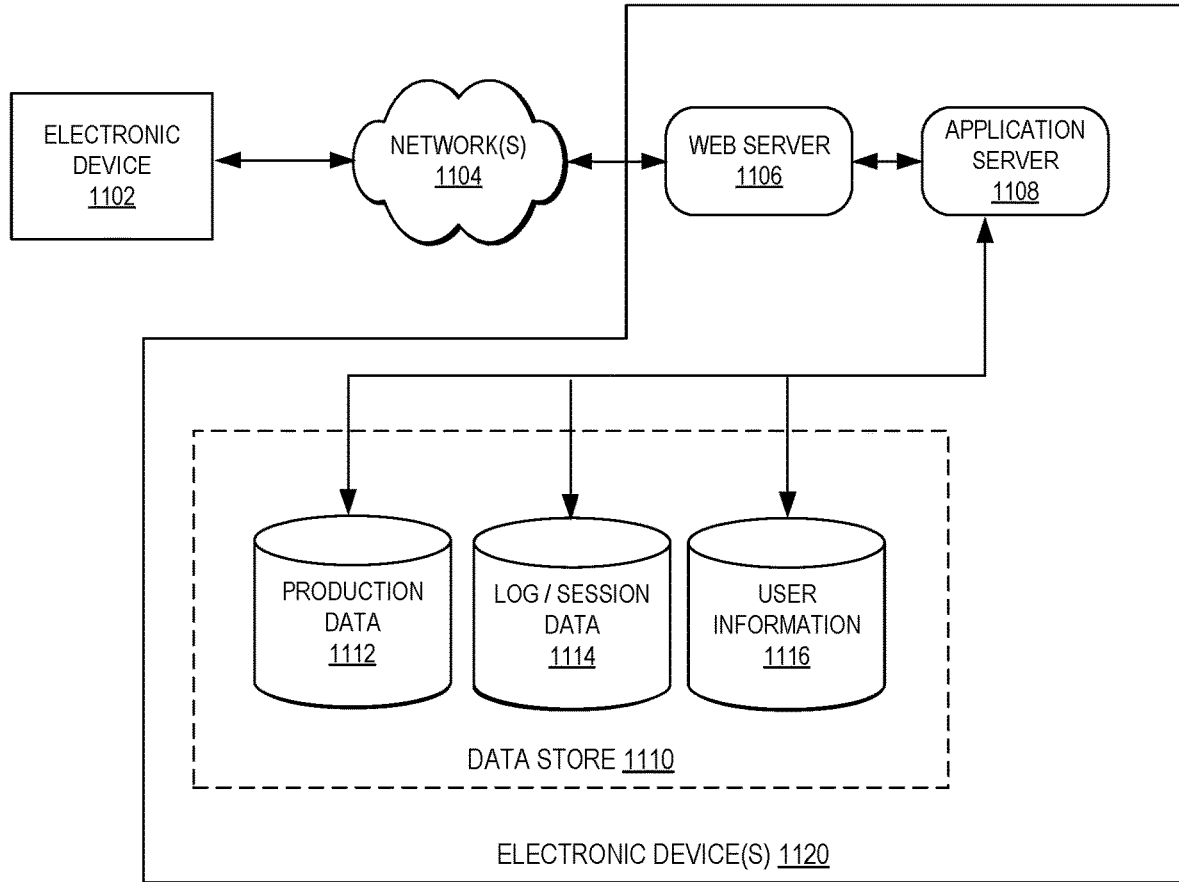 ELECTRONIC
DEVICE
1102
NETWORK(S)
1104
WEB SERVER
1106
APPLICATION
SERVER
1108
PRODUCTION
DATA
1112
LOG / SESSION
DATA
1114
USER
INFORMATION
1116
DATA STORE 1110
ELECTRONIC DEVICE(S) 1120